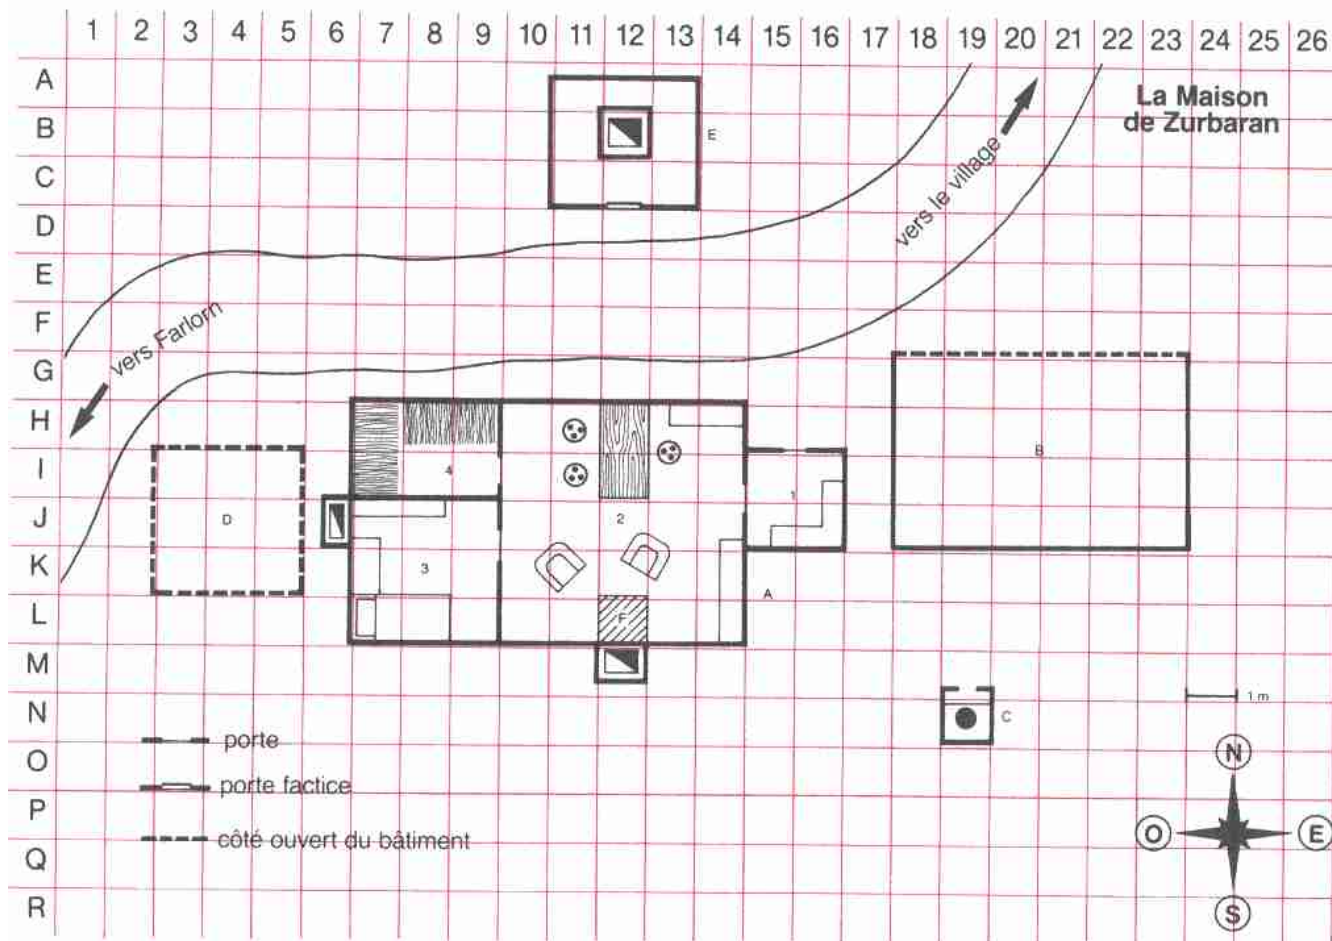 1 2 3 4 5 6 7 8 9 10 11 12 13 14 15 16 17 18 19 20 21 22 23 24 25 26
A
La Maison
de Zurbaran
B
E
C
vers le village
D
E
F
vers Farlorn
G
H
I
4
B
1
J
D
2
K
3
A
L
F
M
1 m
N
C
porte
N
O
porte factice
P
O
E
côté ouvert du bâtiment
Q
R
S